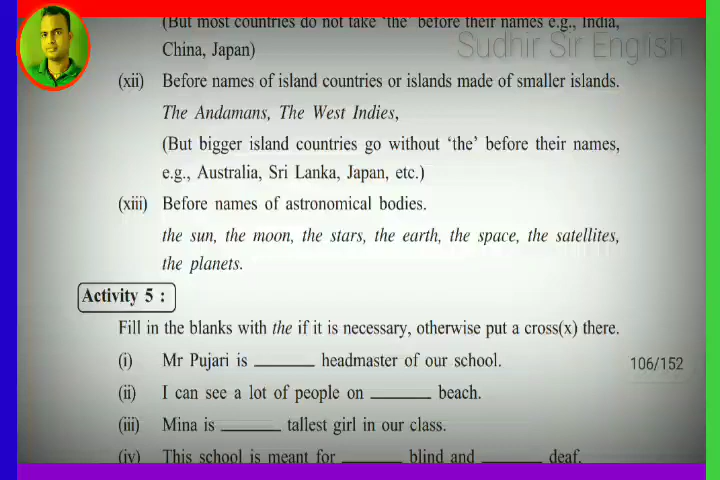 (But most countries do not take 'the' before their names e.g., India,
China, Japan)
Sudhir Sir English
(xii) Before names of island countries or islands made of smaller islands.
The Andamans, The West Indies,
(But bigger island countries go without 'the' before their names,
e.g., Australia, Sri Lanka, Japan, etc.)
(xiii) Before names of astronomical bodies.
the sun, the moon, the stars, the earth, the space, the satellites,
the planets.
Activity 5 :
Fill in the blanks with the if it is necessary, otherwise put a cross(x) there.
(i) Mr Pujari is ______ headmaster of our school.
106/152
(ii) I can see a lot of people on ______ beach.
(iii) Mina is ______ tallest girl in our class.
(iv) This school is meant for ______ blind and ______ deaf.